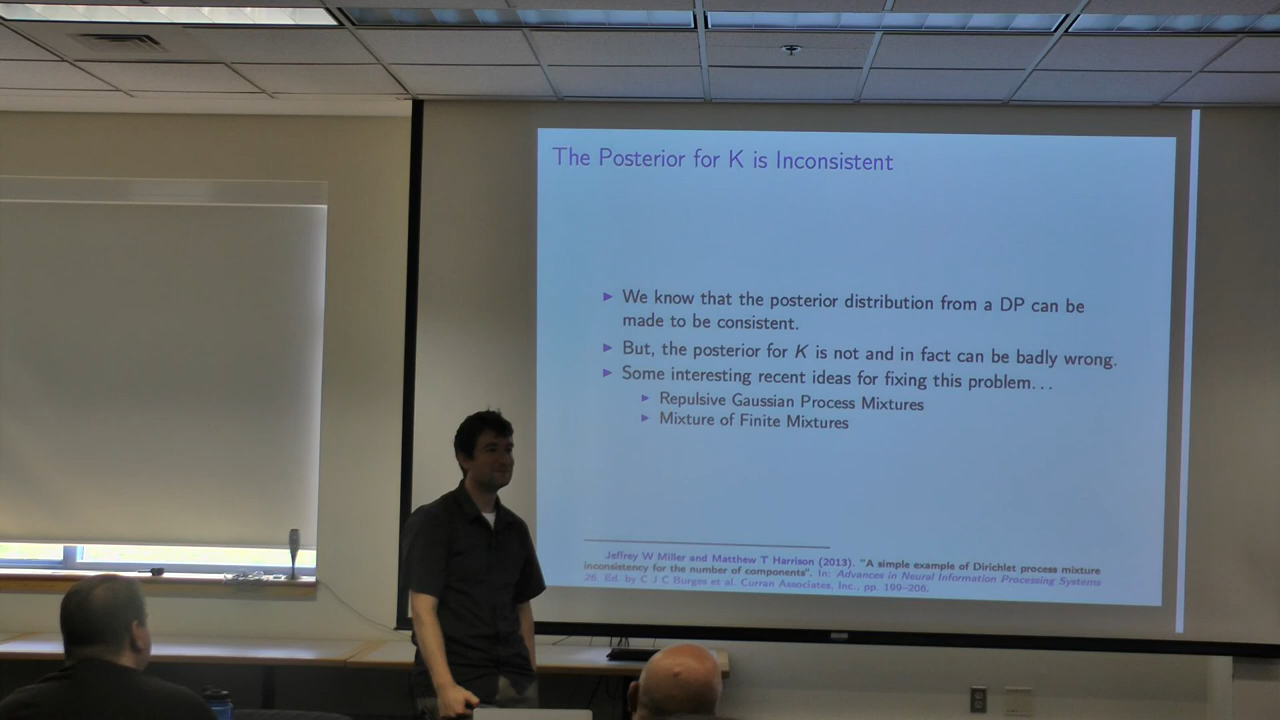 The Posterior for K is Inconsistent
We know that the posterior distribution from a DP can be
made to be consistent.
But, the posterior for K is not and in fact can be badly wrong.
Some interesting recent ideas for fixing this problem...
Repulsive Gaussian Process Mixtures
Mixture of Finite Mixtures
Jeffrey W Miller and Matthew T Harrison (2013). "A simple example of Dirichlet process mixture
inconsistency for the number of components". In: Advances in Neural Information Processing Systems
26. Ed. by C J C Burges et al. Curran Associates, Inc., pp. 199–206.